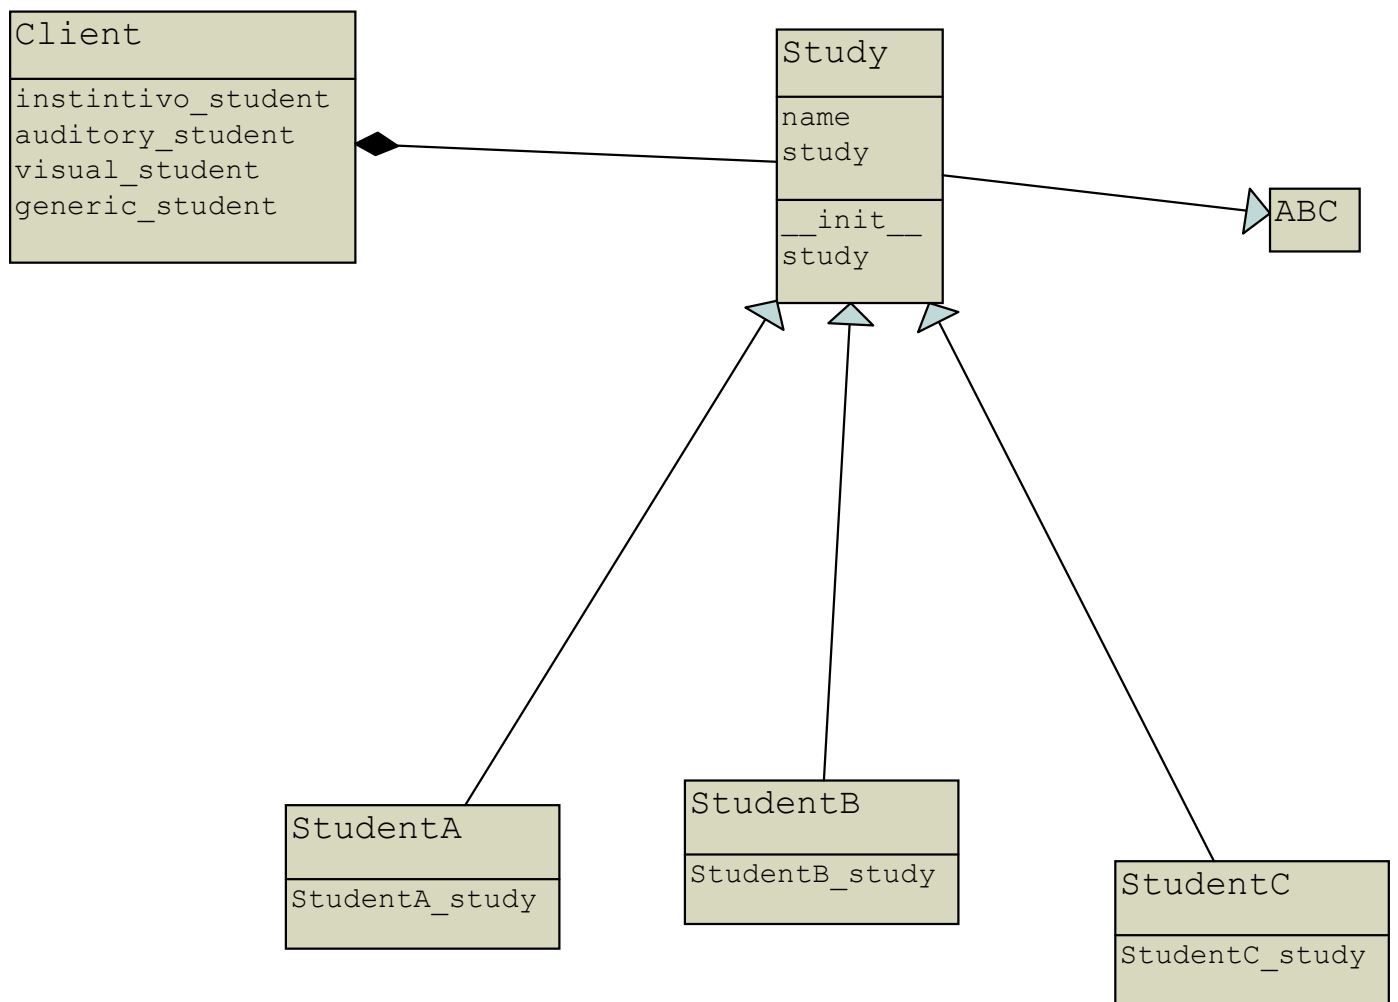 Client
instintivo_student
auditory_student
visual_student
generic_student
Study
name
study
__init__
study
ABC
StudentA
StudentA_study
StudentB
StudentB_study
StudentC
StudentC_study